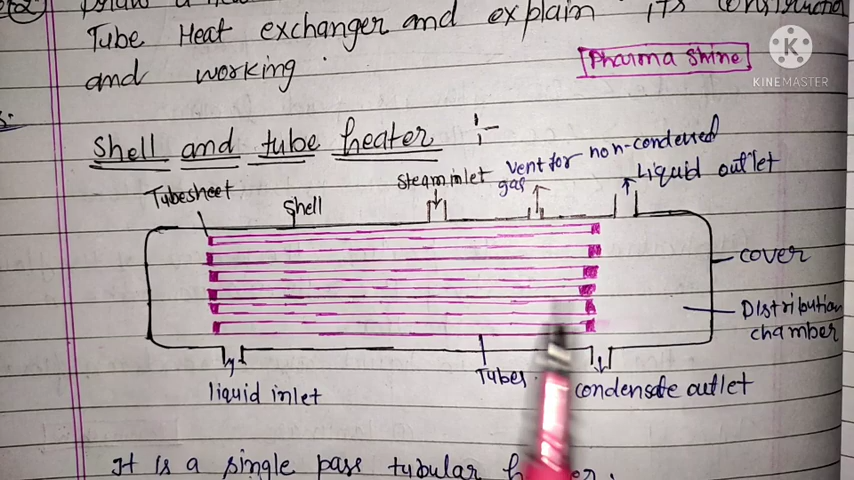 Tube Heat exchanger and explain its construction
and working.
Pharma Shine
K
KINEMASTER
Shell and tube heater :-
Tubesheet
Shell
Steam inlet
Vent for non-condensed
gas
Liquid outlet
cover
Distribution
chamber
Tubes
liquid inlet
condensate outlet
It is a single pass tubular